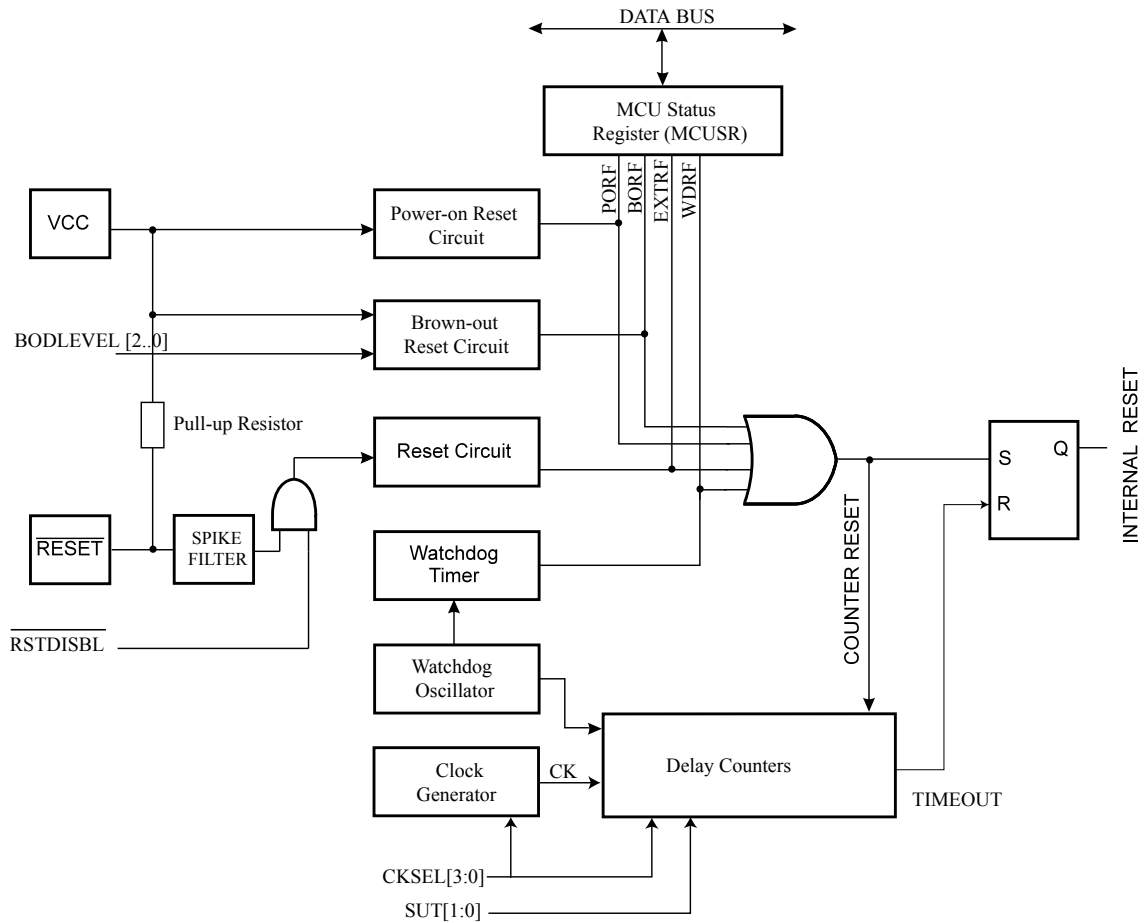 DATA BUS
MCU Status
Register (MCUSR)
PORF
BORF
EXTRF
WDRF
VCC
Power-on Reset
Circuit
Brown-out
Reset Circuit
BODLEVEL [2..0]
Pull-up Resistor
Reset Circuit
RESET
SPIKE
FILTER
Watchdog
Timer
RSTDISBL
Watchdog
Oscillator
Clock
Generator
CK
Delay Counters
CKSEL[3:0]
SUT[1:0]
COUNTER RESET
TIMEOUT
S
R
Q
INTERNAL RESET